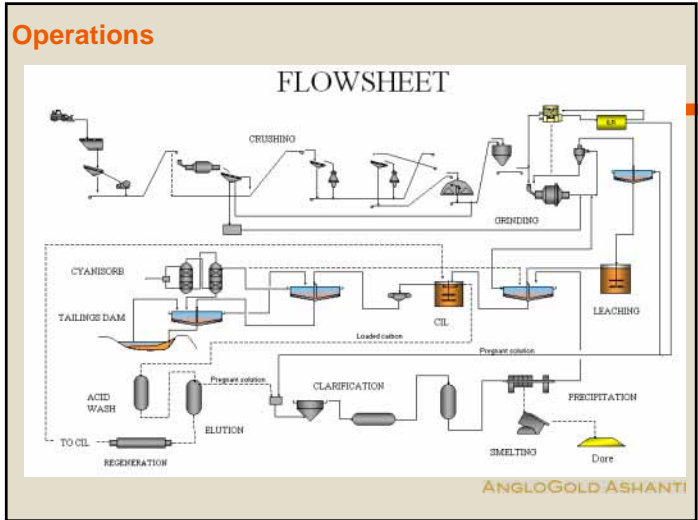 Operations
FLOWSHEET
CRUSHING
GRINDING
CYANISORB
LEACHING
TAILINGS DAM
CIL
Loaded carbon
Pregnant solution
Pregnant solution
CLARIFICATION
ACID
WASH
PRECIPITATION
ELUTION
TO CIL
REGENERATION
SMELTING
Dore
ANGLOGOLD ASHANTI